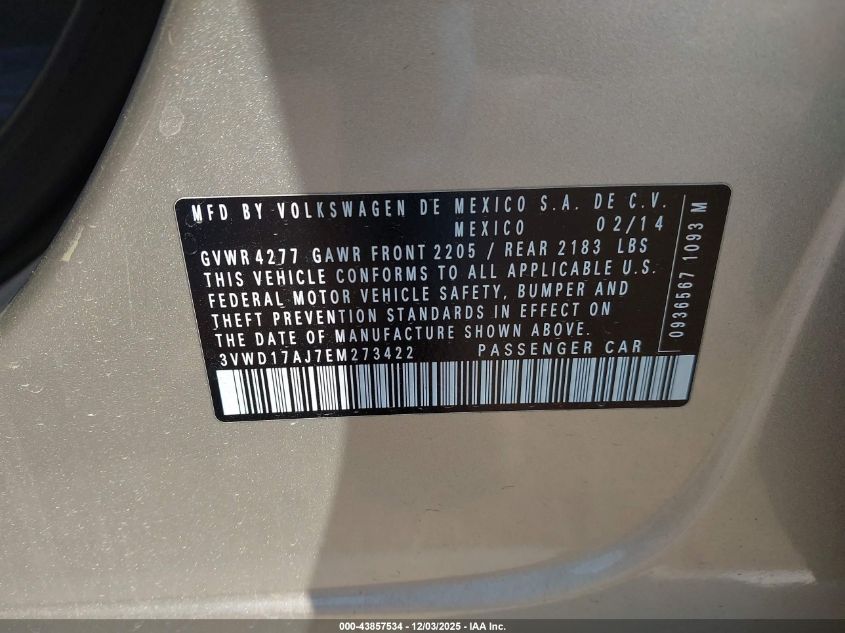 MFD BY VOLKSWAGEN DE MEXICO S.A. DE C.V.
MEXICO 02/14
GVWR 4277 GAWR FRONT 2205 / REAR 2183 LBS
THIS VEHICLE CONFORMS TO ALL APPLICABLE U.S.
FEDERAL MOTOR VEHICLE SAFETY, BUMPER AND
THEFT PREVENTION STANDARDS IN EFFECT ON
THE DATE OF MANUFACTURE SHOWN ABOVE.
3VWD17AJ7EM273422 PASSENGER CAR
0936567 1093 M
000-43857534 - 12/03/2025 - IAA Inc.